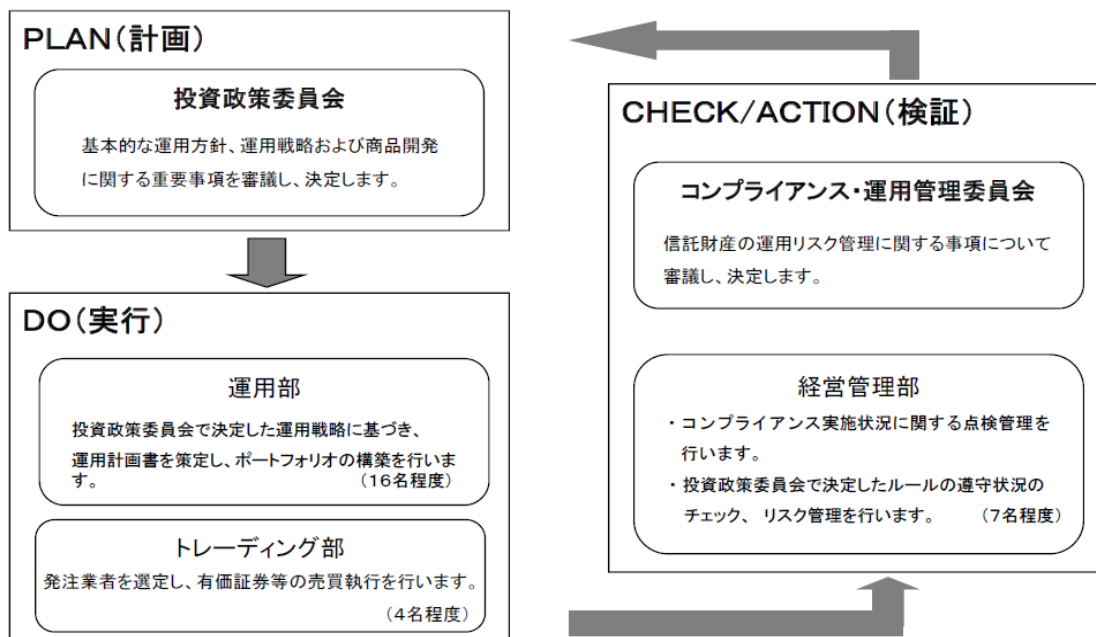 PLAN(計画)
投資政策委員会
基本的な運用方針、運用戦略および商品開発
に関する重要事項を審議し、決定します。
DO(実行)
運用部
投資政策委員会で決定した運用戦略に基づき、
運用計画書を策定し、ポートフォリオの構築を行いま
す。 (16名程度)
トレーディング部
発注業者を選定し、有価証券等の売買執行を行います。
(4名程度)
CHECK/ACTION(検証)
コンプライアンス・運用管理委員会
信託財産の運用リスク管理に関する事項について
審議し、決定します。
経営管理部
・コンプライアンス実施状況に関する点検管理を
行います。
・投資政策委員会で決定したルールの遵守状況の
チェック、 リスク管理を行います。 (7名程度)